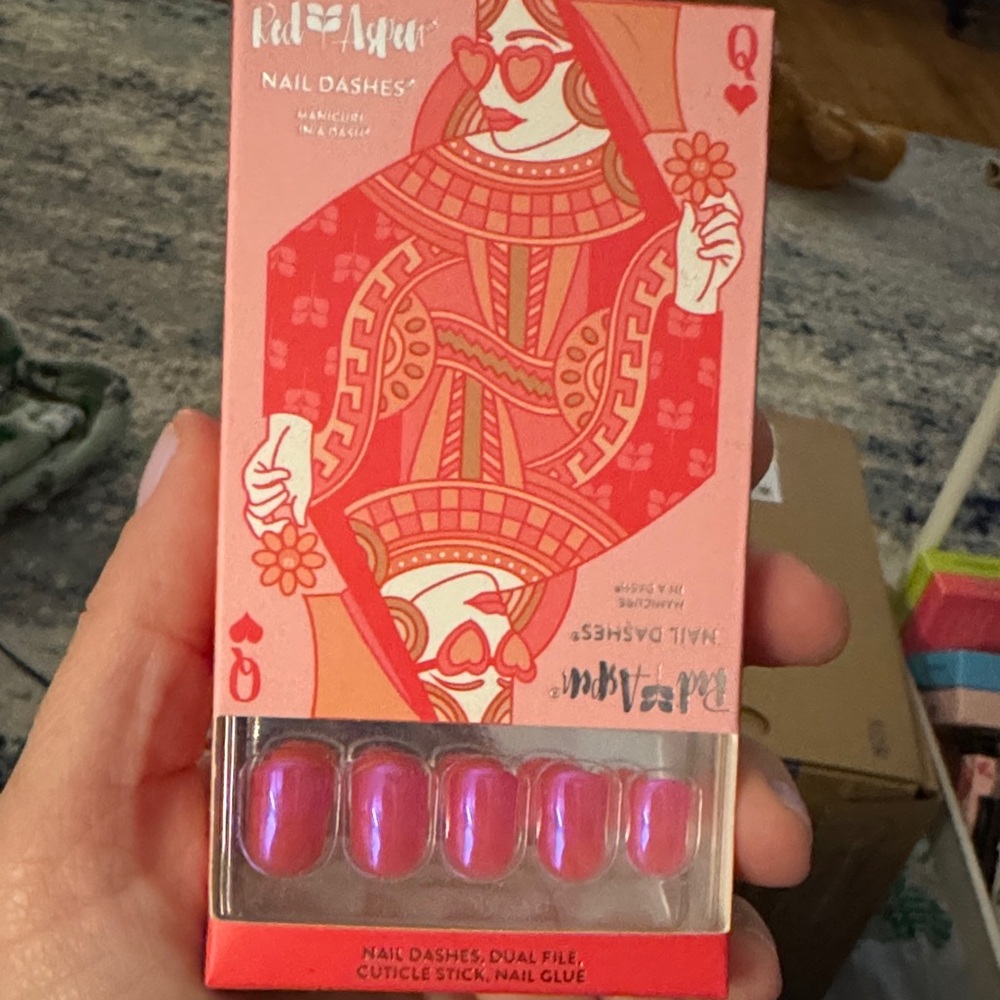 Red Aspen®
NAIL DASHES®
MANICURE
IN A DASH®
Q
Q
MANICURE
IN A DASH®
NAIL DASHES®
Red Aspen®
NAIL DASHES, DUAL FILE,
CUTICLE STICK, NAIL GLUE